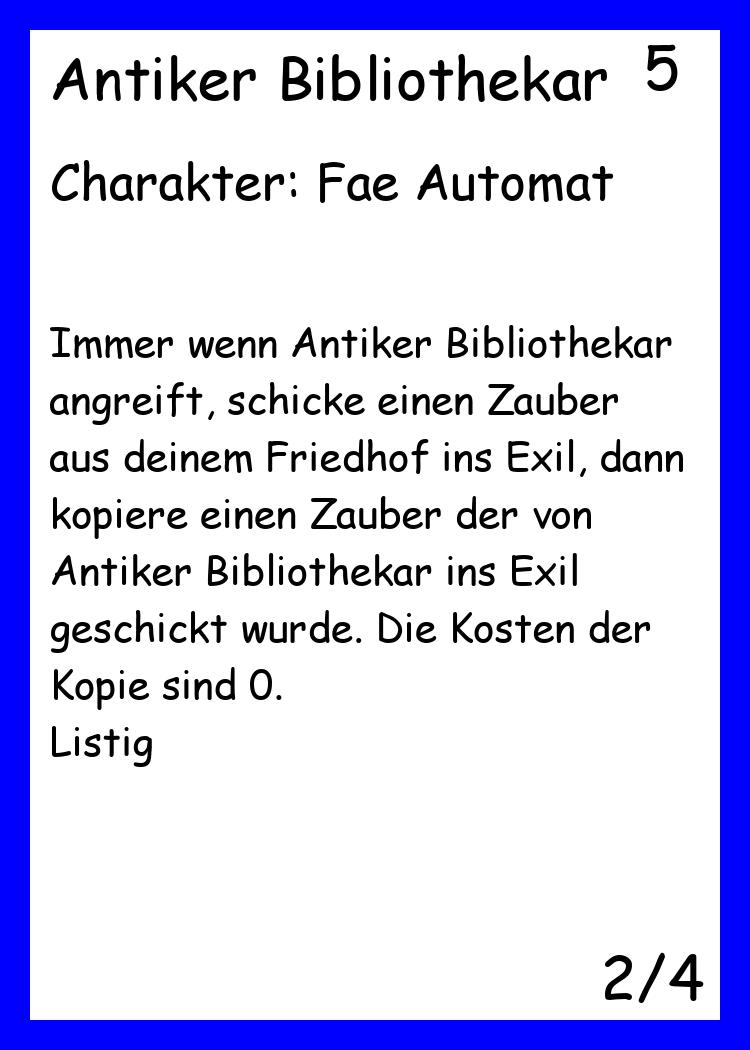 Antiker Bibliothekar 5
Charakter: Fae Automat
Immer wenn Antiker Bibliothekar
angreift, schicke einen Zauber
aus deinem Friedhof ins Exil, dann
kopiere einen Zauber der von
Antiker Bibliothekar ins Exil
geschickt wurde. Die Kosten der
Kopie sind 0.
Listig
2/4